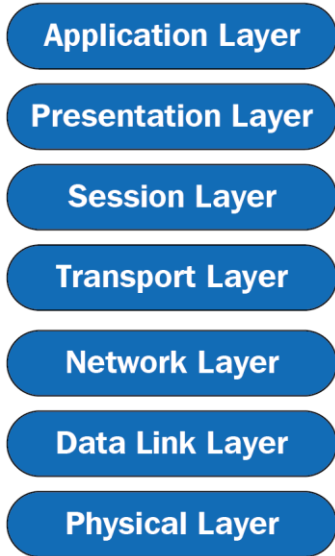 Application Layer
Presentation Layer
Session Layer
Transport Layer
Network Layer
Data Link Layer
Physical Layer